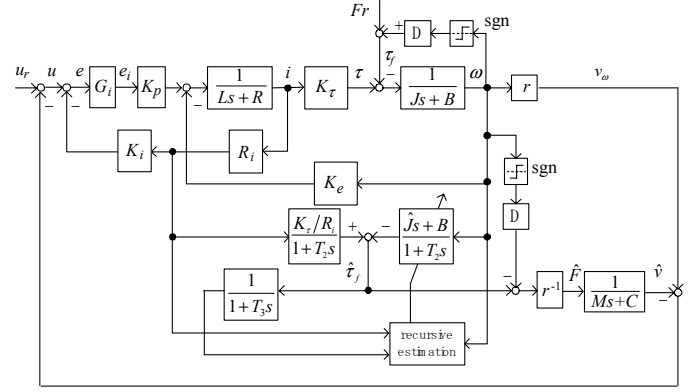 Fr
sgn
+
D
u_r
u
e
e_i
i
τ
τ_f
ω
v_ω
G_i
K_p
1
Ls + R
K_τ
1
Js + B
r
−
−
−
−
K_i
R_i
sgn
K_e
D
K_τ/R_i
1+T_2s
+
−
Ĵs + B
1+T_2s
τ̂_f
1
1+T_3s
−
r⁻¹
F̂
1
Ms+C
v̂
−
recursive
estimation